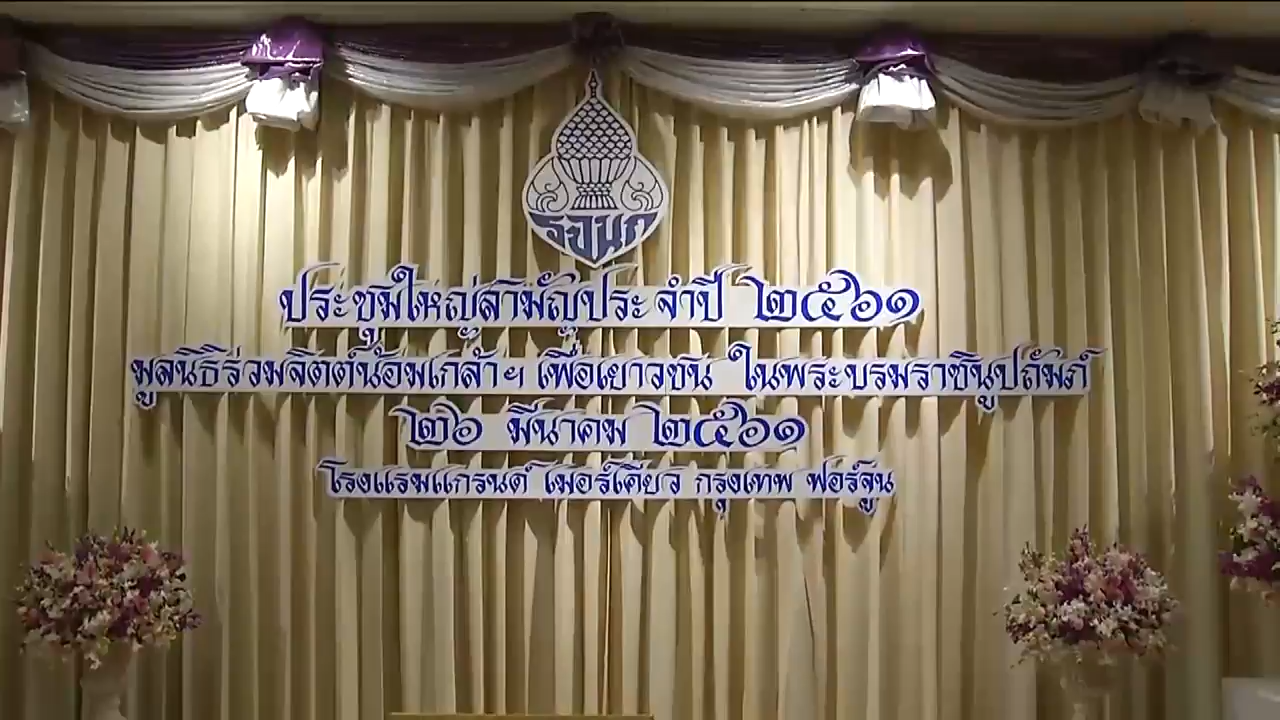 รจนก
ประชุมใหญ่สามัญประจำปี ๒๕๖๑
มูลนิธิร่วมจิตต์น้อมเกล้าฯ เพื่อเยาวชน ในพระบรมราชินูปถัมภ์
๒๖ มีนาคม ๒๕๖๑
โรงแรมแกรนด์ เมอร์เคียว กรุงเทพ ฟอร์จูน